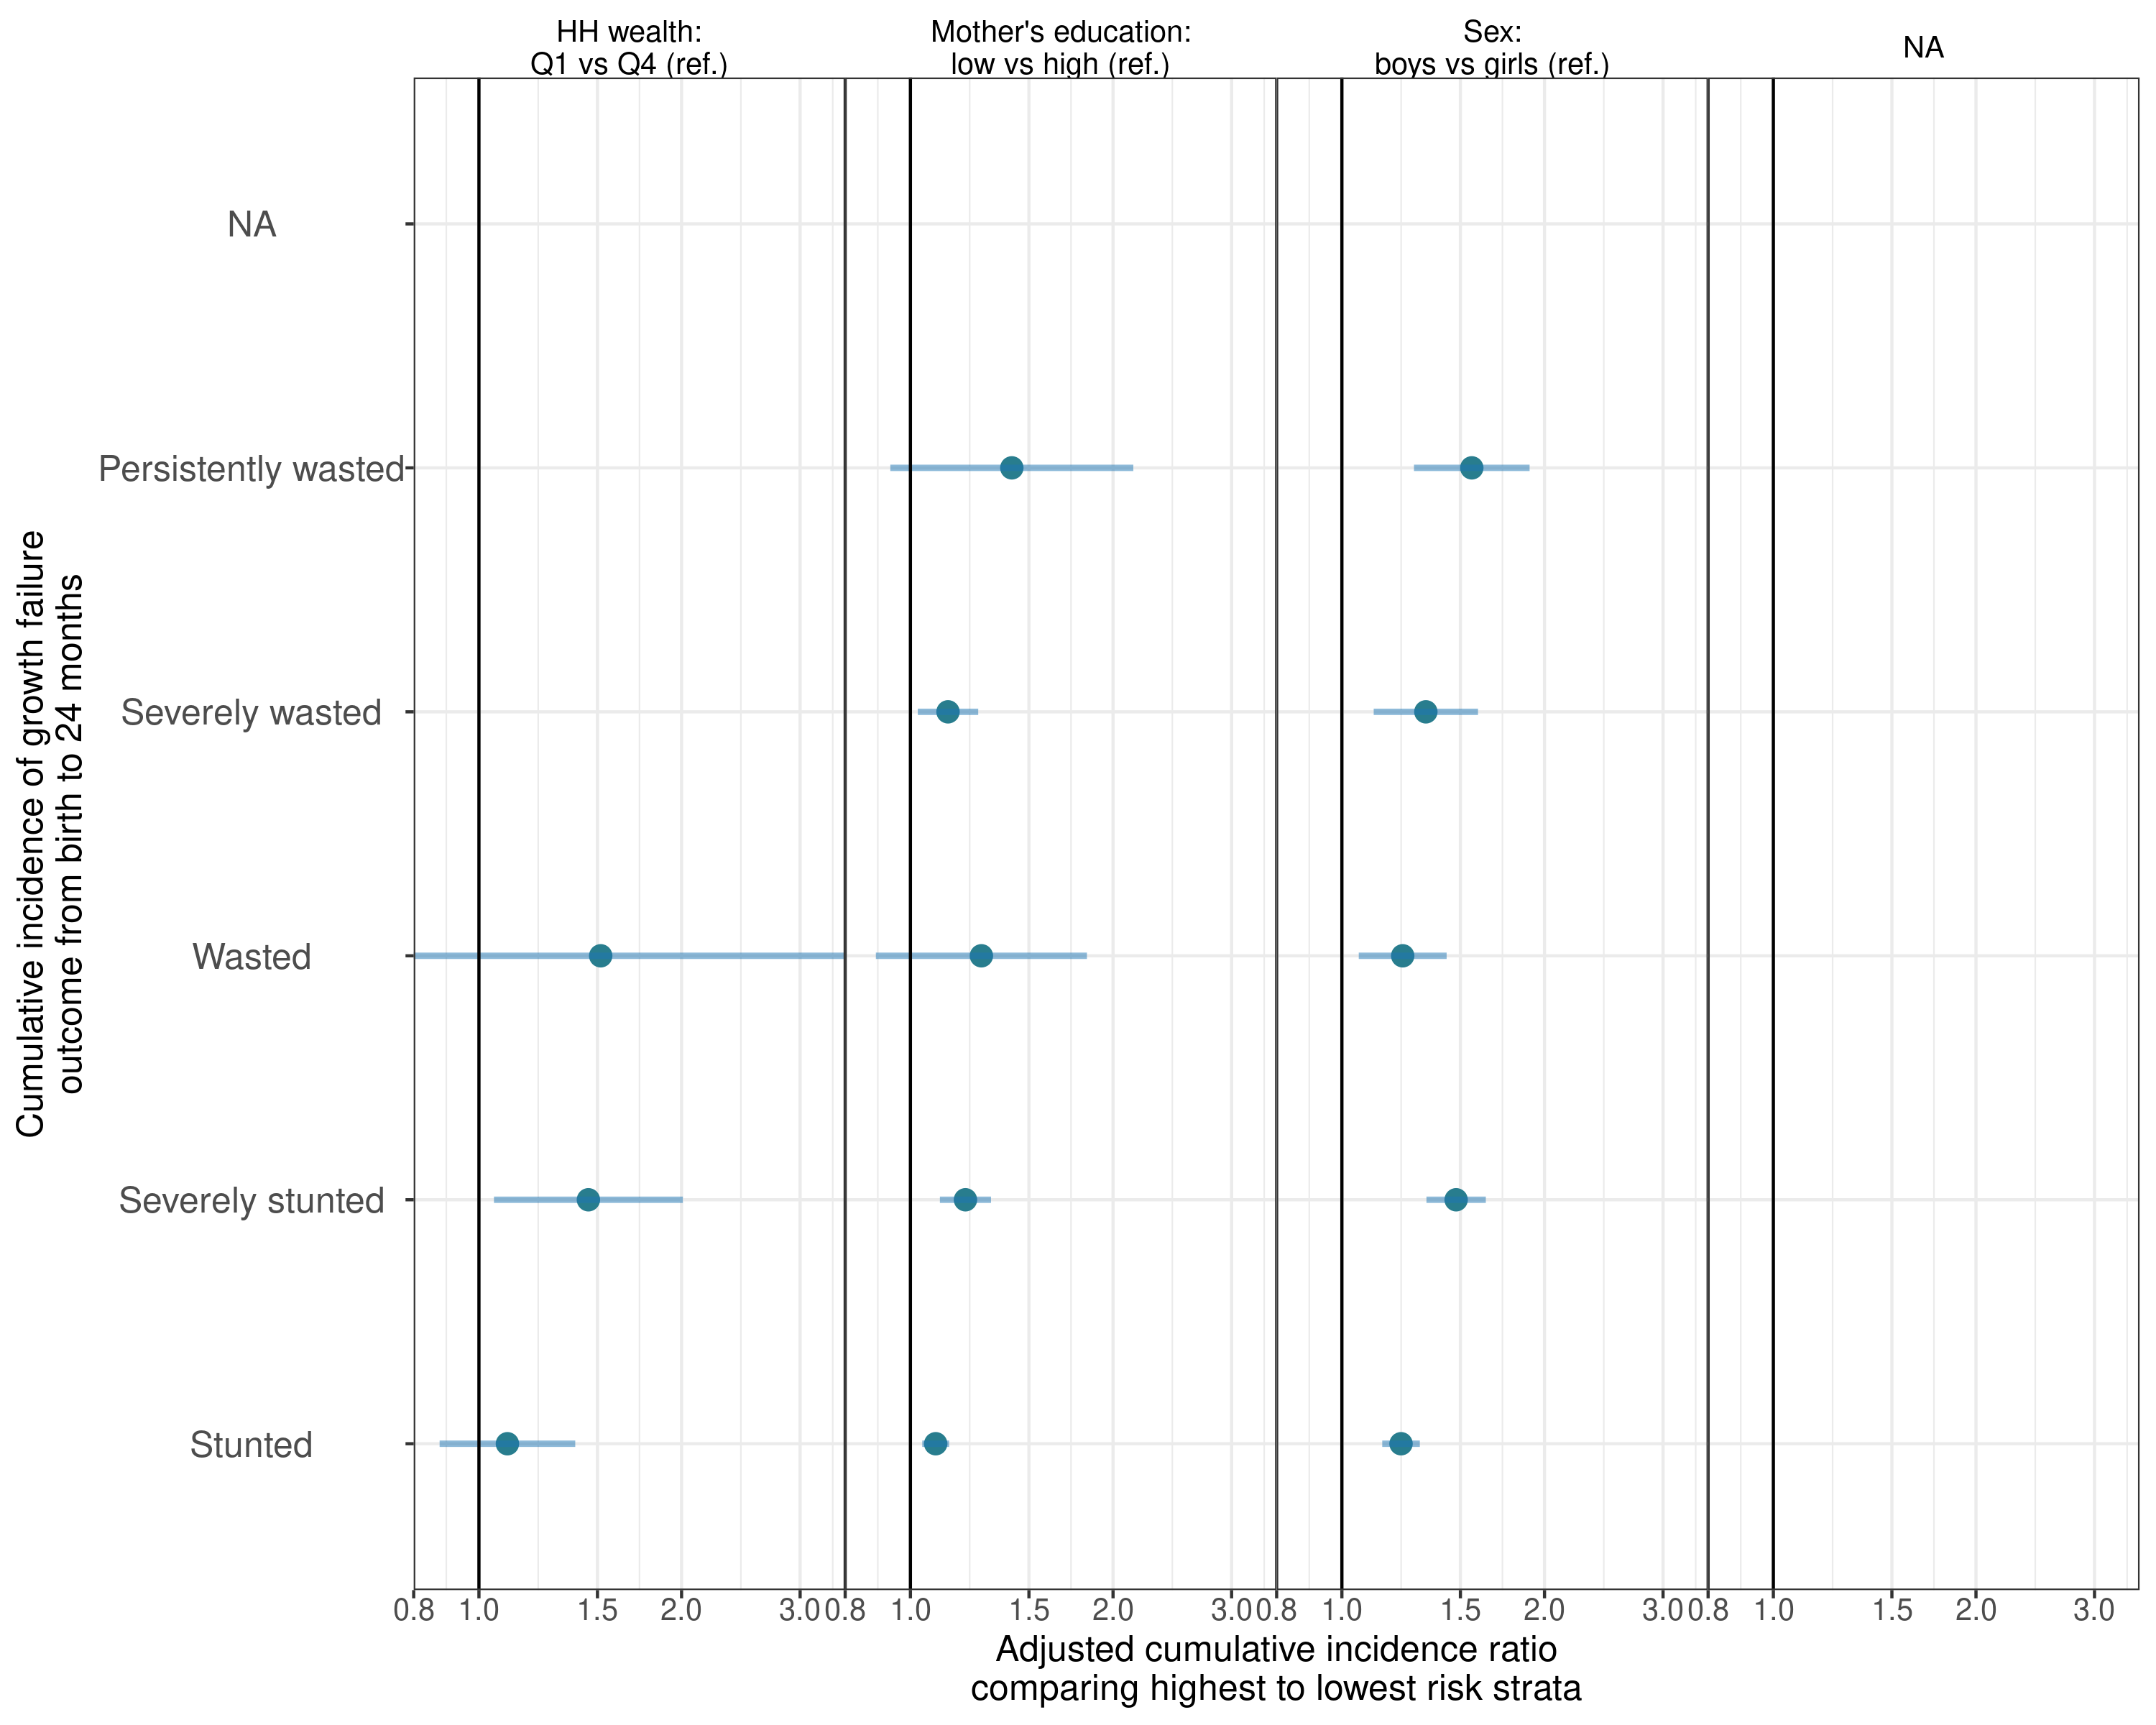 HH wealth:
Q1 vs Q4 (ref.)
Mother's education:
low vs high (ref.)
Sex:
boys vs girls (ref.)
NA
Cumulative incidence of growth failure
outcome from birth to 24 months
NA
Persistently wasted
Severely wasted
Wasted
Severely stunted
Stunted
0.8 1.0 1.5 2.0 3.0 0.8 1.0 1.5 2.0 3.0 0.8 1.0 1.5 2.0 3.0 0.8 1.0 1.5 2.0 3.0
Adjusted cumulative incidence ratio
comparing highest to lowest risk strata